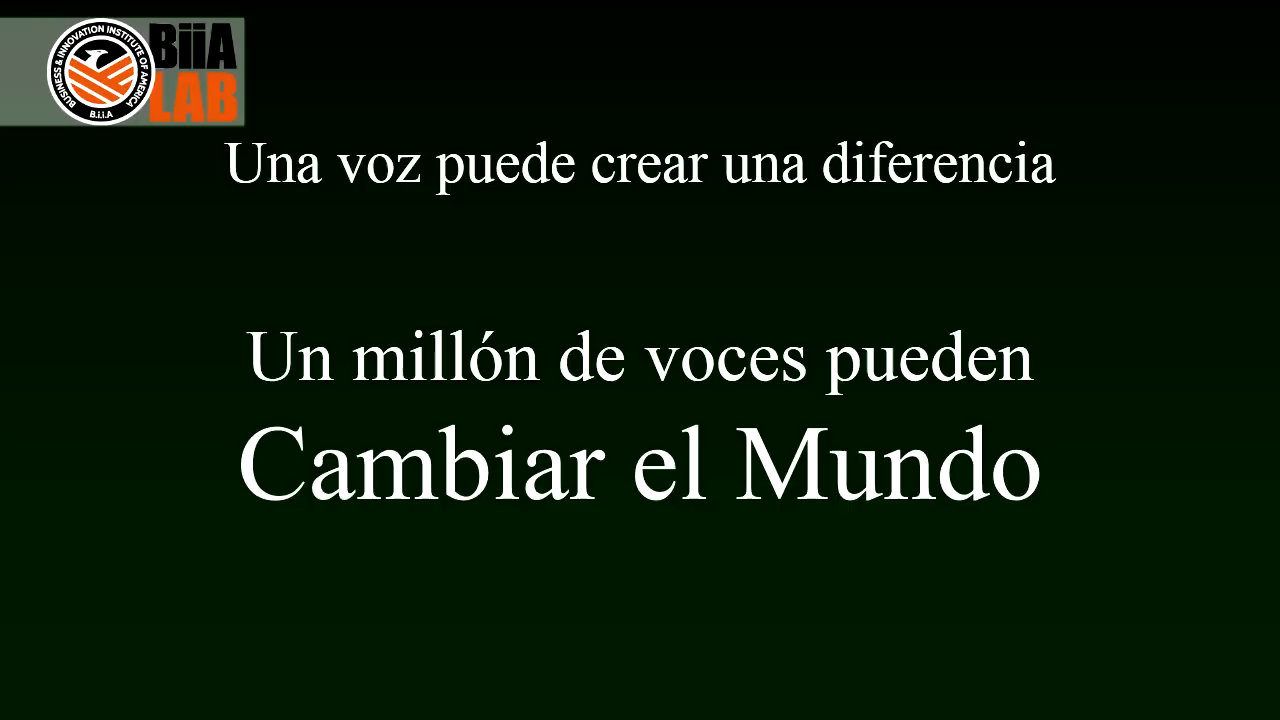 BUSINESS & INNOVATION INSTITUTE OF AMERICA
B.i.i.A
BiiA
LAB
Una voz puede crear una diferencia
Un millón de voces pueden
Cambiar el Mundo